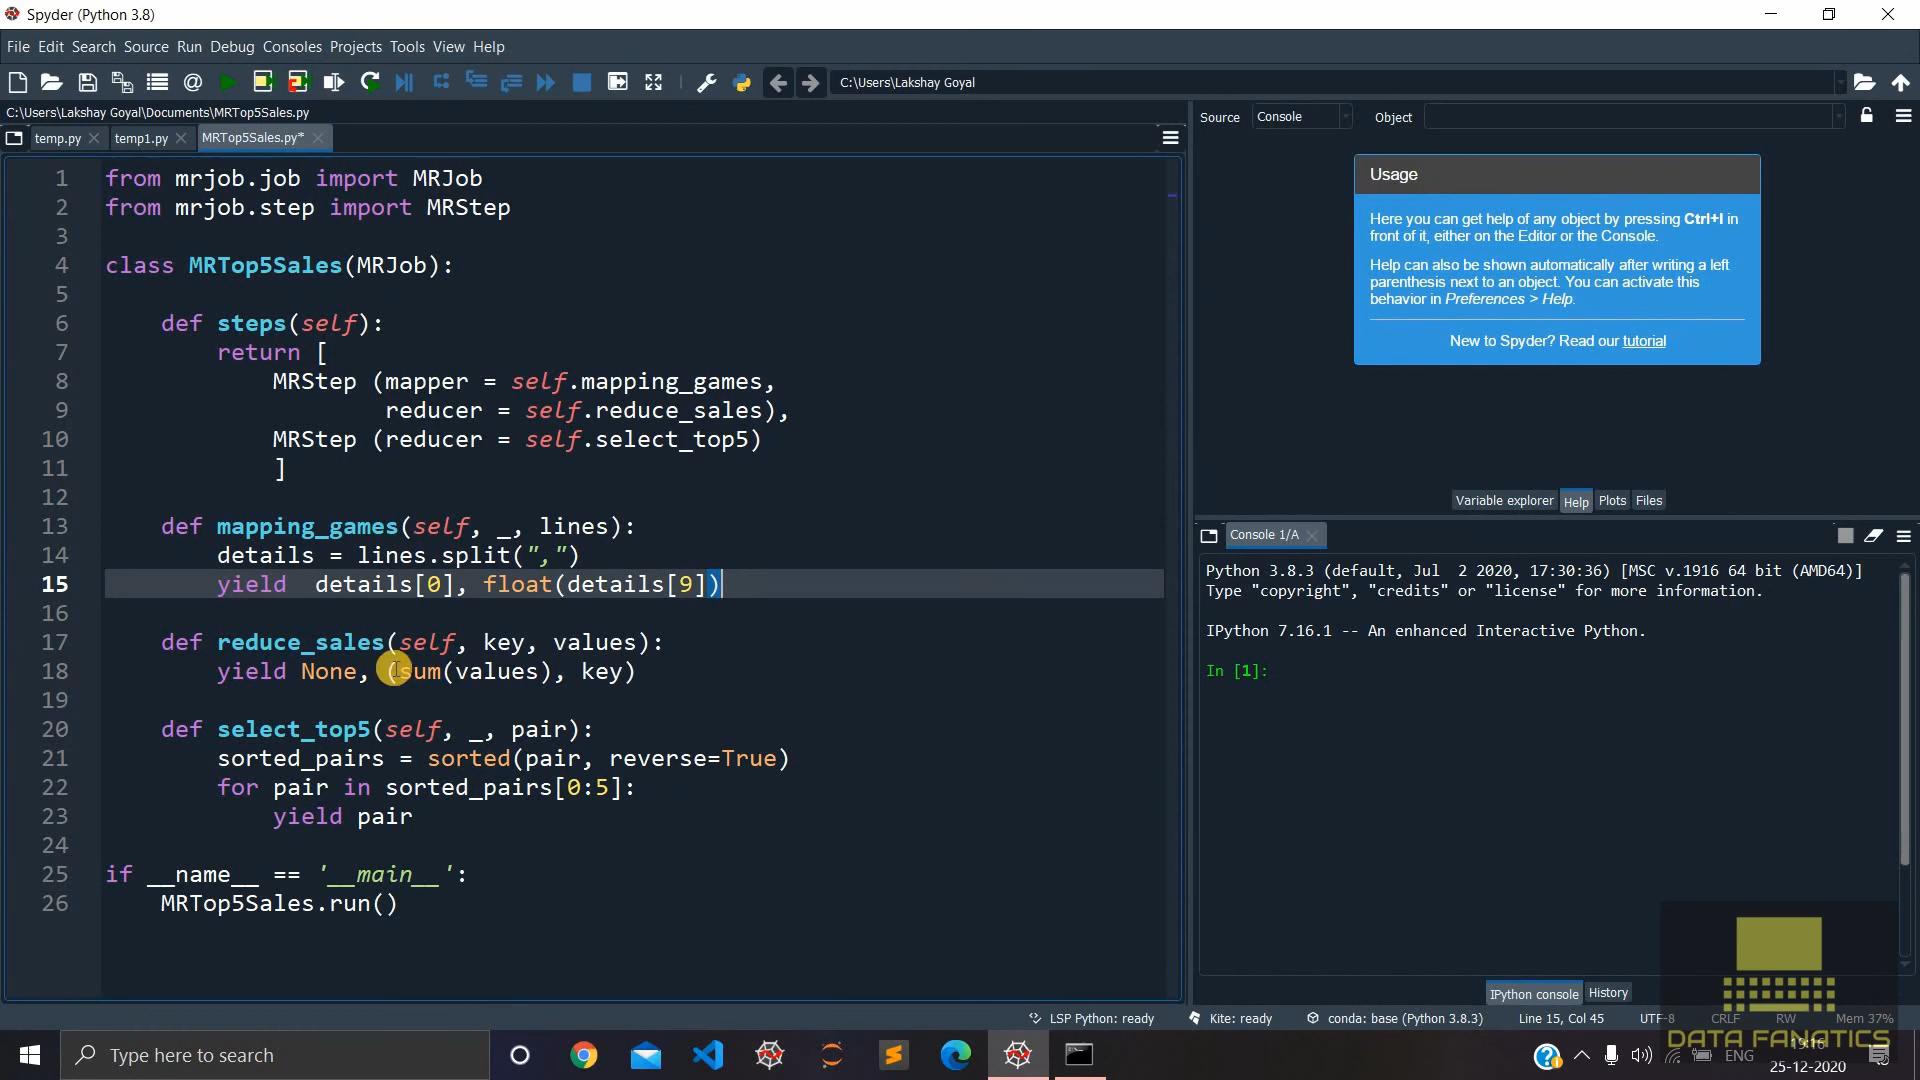 Spyder (Python 3.8)
File Edit Search Source Run Debug Consoles Projects Tools View Help
C:\Users\Lakshay Goyal
C:\Users\Lakshay Goyal\Documents\MRTop5Sales.py
Source Console Object
temp.py temp1.py MRTop5Sales.py*
1 from mrjob.job import MRJob
2 from mrjob.step import MRStep
3
4 class MRTop5Sales(MRJob):
5
6 def steps(self):
7 return [
8 MRStep (mapper = self.mapping_games,
9 reducer = self.reduce_sales),
10 MRStep (reducer = self.select_top5)
11 ]
12
13 def mapping_games(self, _, lines):
14 details = lines.split(",")
15 yield  details[0], float(details[9])
16
17 def reduce_sales(self, key, values):
18 yield None, (sum(values), key)
19
20 def select_top5(self, _, pair):
21 sorted_pairs = sorted(pair, reverse=True)
22 for pair in sorted_pairs[0:5]:
23 yield pair
24
25 if __name__ == '__main__':
26 MRTop5Sales.run()
Usage
Here you can get help of any object by pressing Ctrl+I in
front of it, either on the Editor or the Console.
Help can also be shown automatically after writing a left
parenthesis next to an object. You can activate this
behavior in Preferences > Help.
New to Spyder? Read our tutorial
Variable explorer Help Plots Files
Console 1/A
Python 3.8.3 (default, Jul  2 2020, 17:30:36) [MSC v.1916 64 bit (AMD64)]
Type "copyright", "credits" or "license" for more information.
IPython 7.16.1 -- An enhanced Interactive Python.
In [1]:
IPython console History
LSP Python: ready Kite: ready conda: base (Python 3.8.3) Line 15, Col 45 UTF-8 CRLF RW Mem 37%
DATA FANATICS
Type here to search
ENG
19:16
25-12-2020